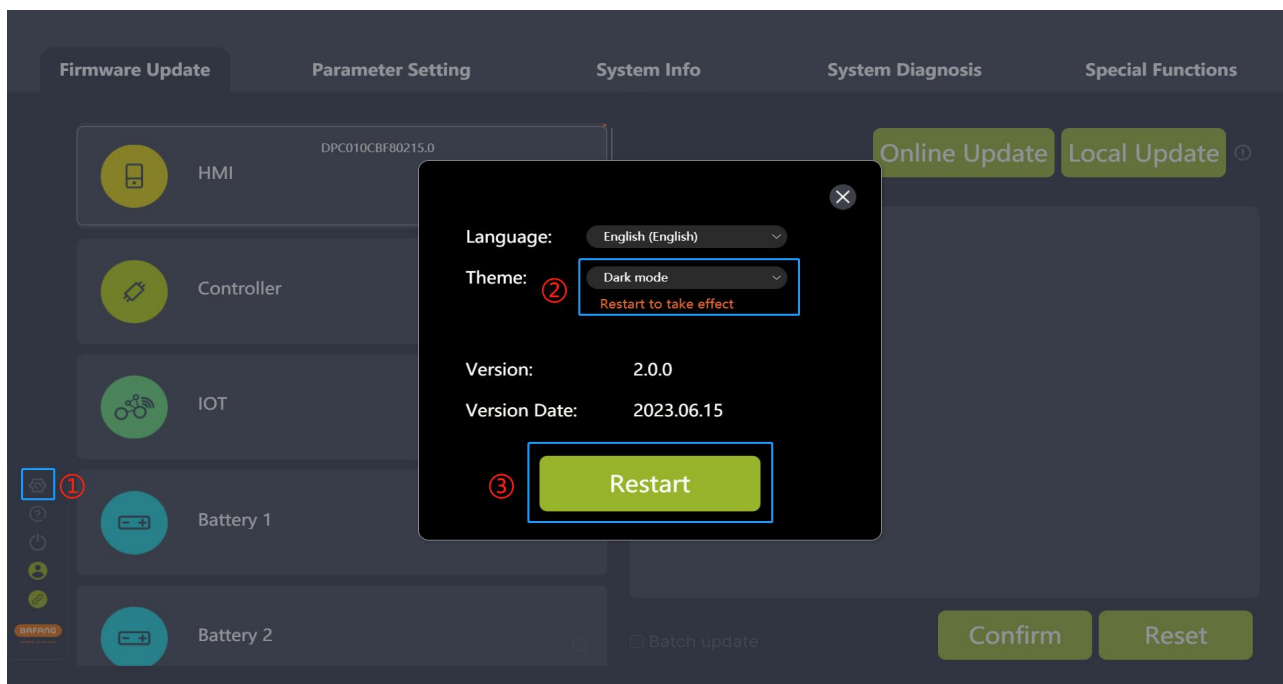 Firmware Update
Parameter Setting
System Info
System Diagnosis
Special Functions
HMI
DPC010CBF80215.0
Online Update
Local Update
Language:
English (English)
Theme:
②
Dark mode
Restart to take effect
Controller
Version:
2.0.0
Version Date:
2023.06.15
IOT
③
Restart
①
Battery 1
Battery 2
Batch update
Confirm
Reset
BAFANG